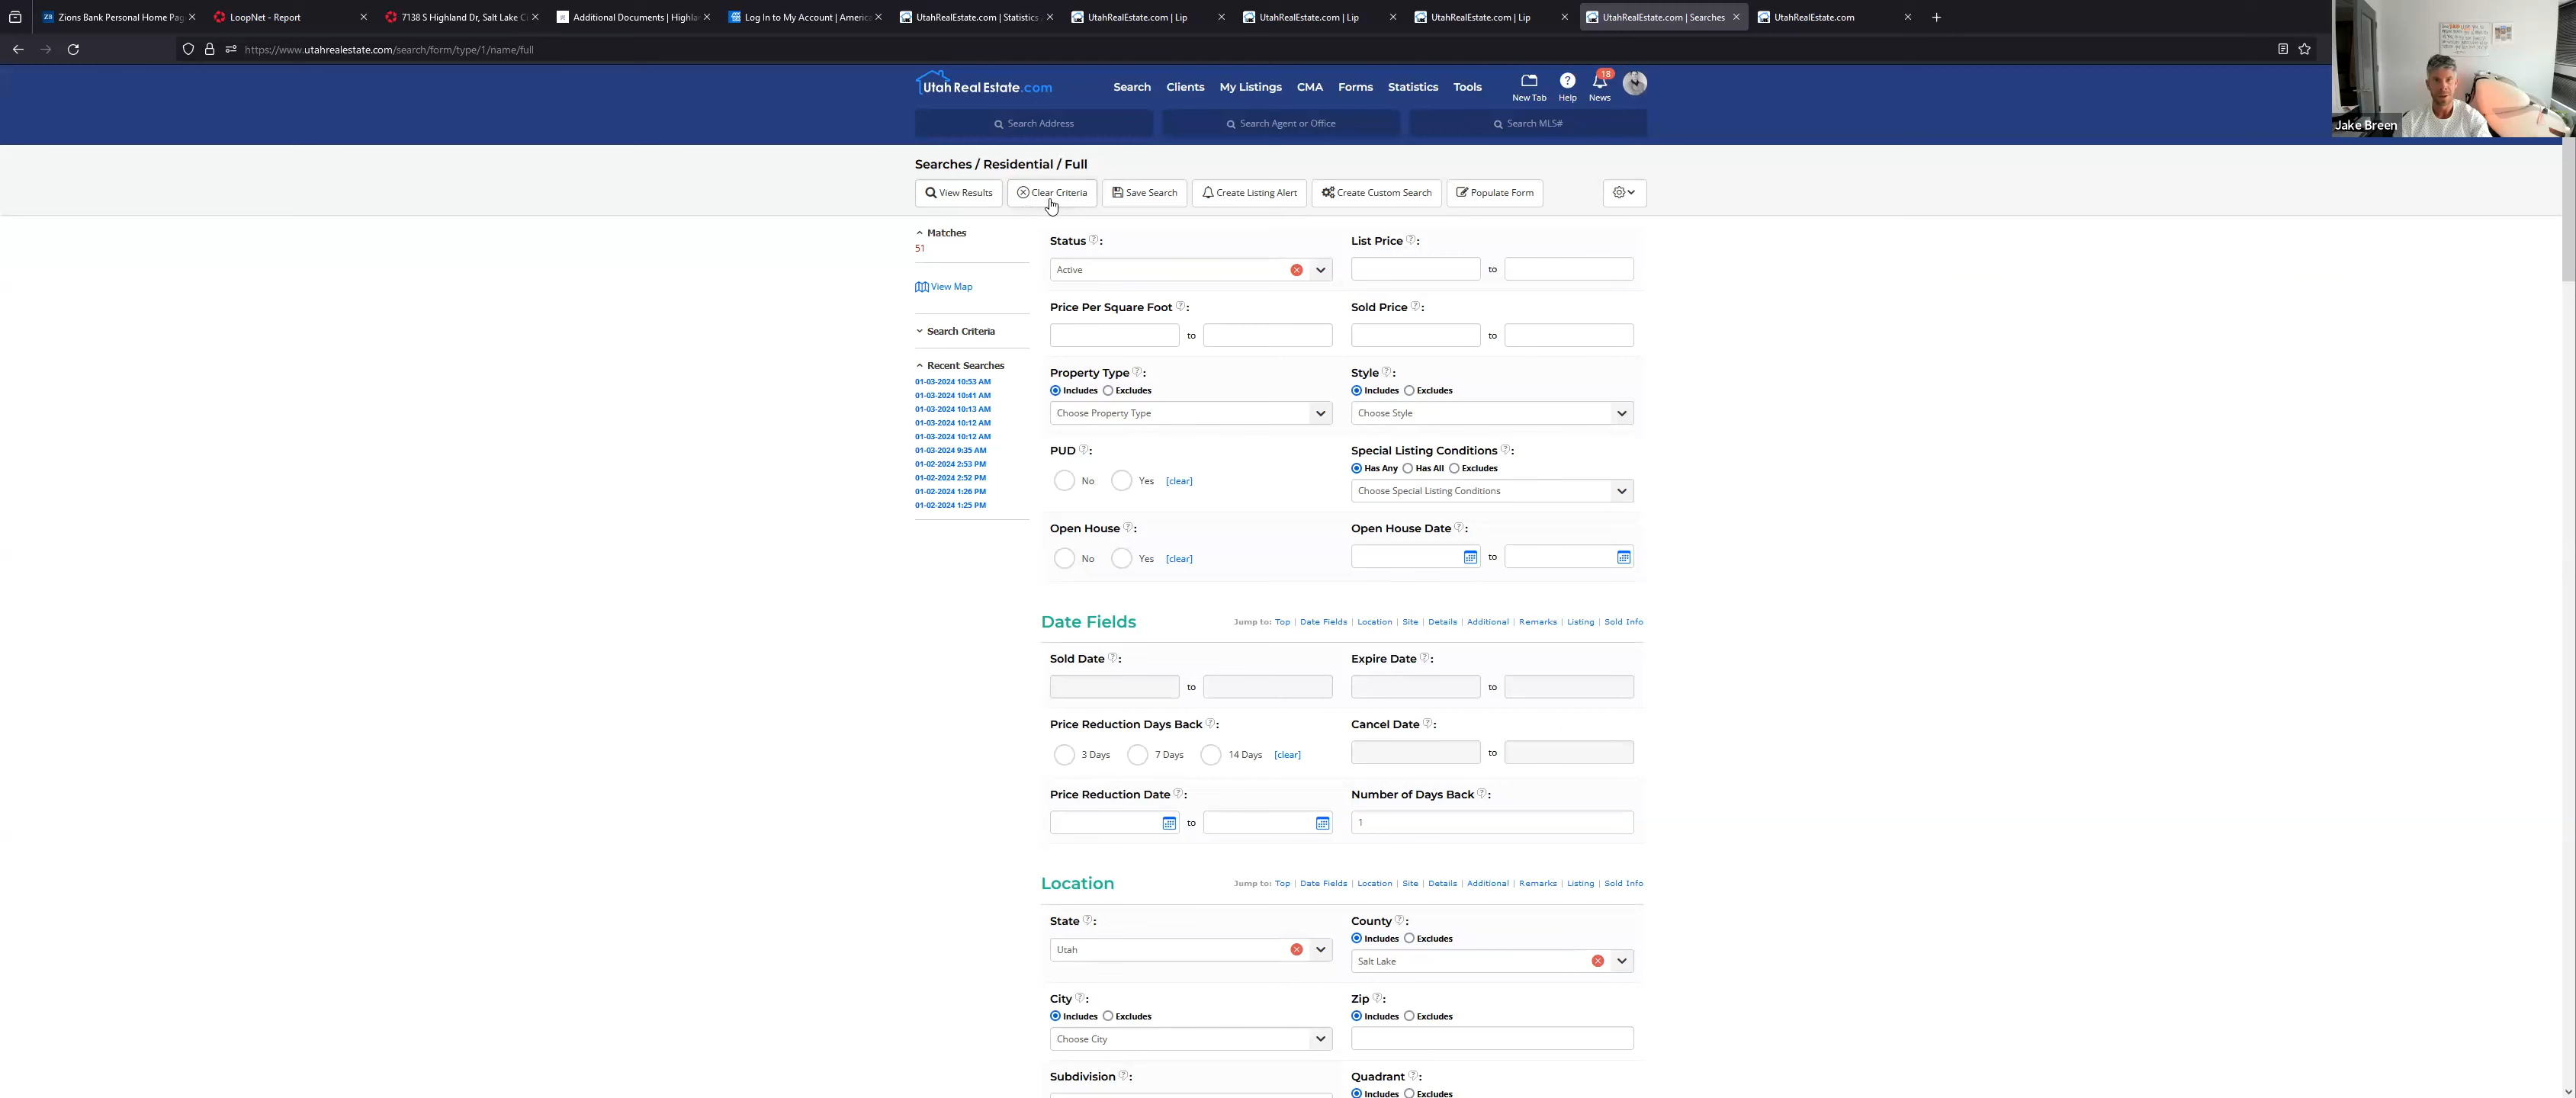 Zions Bank Personal Home Pag
LoopNet - Report
7138 S Highland Dr, Salt Lake C
Additional Documents | Highla
Log In to My Account | America
UtahRealEstate.com | Statistics
UtahRealEstate.com | Lip
UtahRealEstate.com | Lip
UtahRealEstate.com | Lip
UtahRealEstate.com | Searches
UtahRealEstate.com
https://www.utahrealestate.com/search/form/type/1/name/full
Jake Breen
UtahRealEstate.com
Search Clients My Listings CMA Forms Statistics Tools
18
New Tab Help News
Search Address Search Agent or Office Search MLS#
Searches / Residential / Full
View Results Clear Criteria Save Search Create Listing Alert Create Custom Search Populate Form
Matches
51
View Map
Search Criteria
Recent Searches
01-03-2024 10:53 AM
01-03-2024 10:41 AM
01-03-2024 10:13 AM
01-03-2024 10:12 AM
01-03-2024 10:12 AM
01-03-2024 9:35 AM
01-02-2024 2:53 PM
01-02-2024 2:52 PM
01-02-2024 1:26 PM
01-02-2024 1:25 PM
Status ?: List Price ?:
Active to
Price Per Square Foot ?: Sold Price ?:
to to
Property Type ?: Style ?:
Includes Excludes Includes Excludes
Choose Property Type Choose Style
PUD ?: Special Listing Conditions ?:
Has Any Has All Excludes
No Yes [clear] Choose Special Listing Conditions
Open House ?: Open House Date ?:
No Yes [clear] to
Date Fields Jump to: Top | Date Fields | Location | Site | Details | Additional | Remarks | Listing | Sold Info
Sold Date ?: Expire Date ?:
to to
Price Reduction Days Back ?: Cancel Date ?:
3 Days 7 Days 14 Days [clear] to
Price Reduction Date ?: Number of Days Back ?:
to 1
Location Jump to: Top | Date Fields | Location | Site | Details | Additional | Remarks | Listing | Sold Info
State ?: County ?:
Includes Excludes
Utah Salt Lake
City ?: Zip ?:
Includes Excludes Includes Excludes
Choose City
Subdivision ?: Quadrant ?:
Includes Excludes